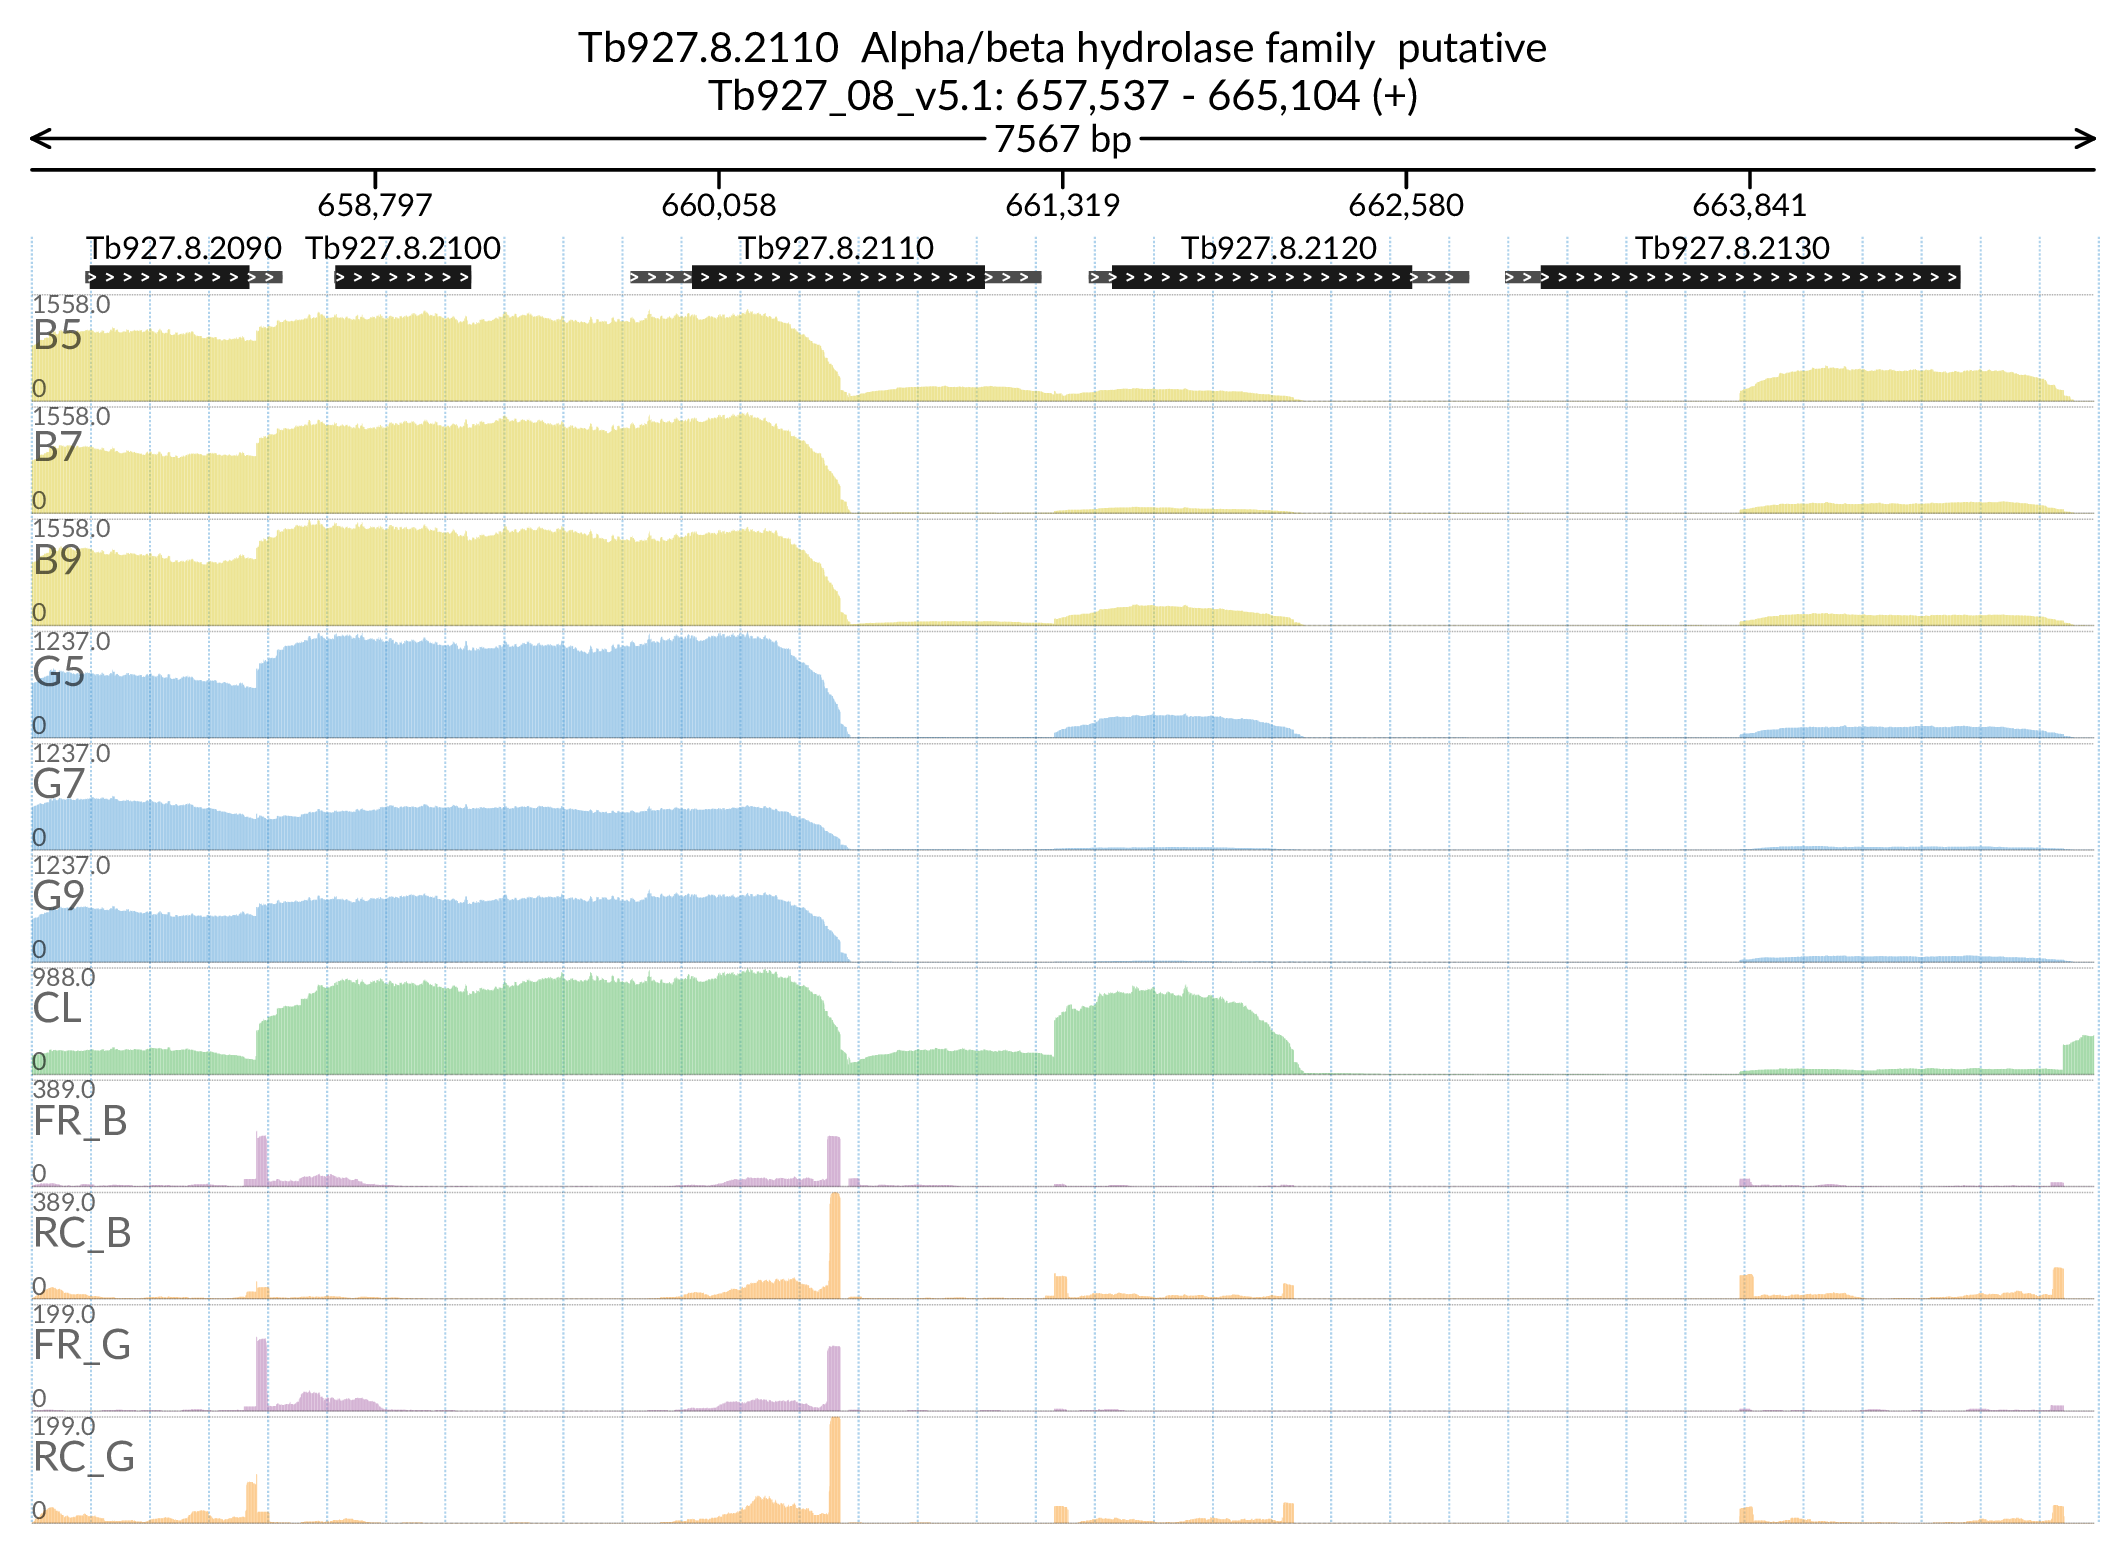 Tb927.8.2110  Alpha/beta hydrolase family  putative
Tb927_08_v5.1: 657,537 - 665,104 (+)
7567 bp
658,797 660,058 661,319 662,580 663,841
Tb927.8.2090 Tb927.8.2100 Tb927.8.2110 Tb927.8.2120 Tb927.8.2130
1558.0
B5
0
1558.0
B7
0
1558.0
B9
0
1237.0
G5
0
1237.0
G7
0
1237.0
G9
0
988.0
CL
0
389.0
FR_B
0
389.0
RC_B
0
199.0
FR_G
0
199.0
RC_G
0